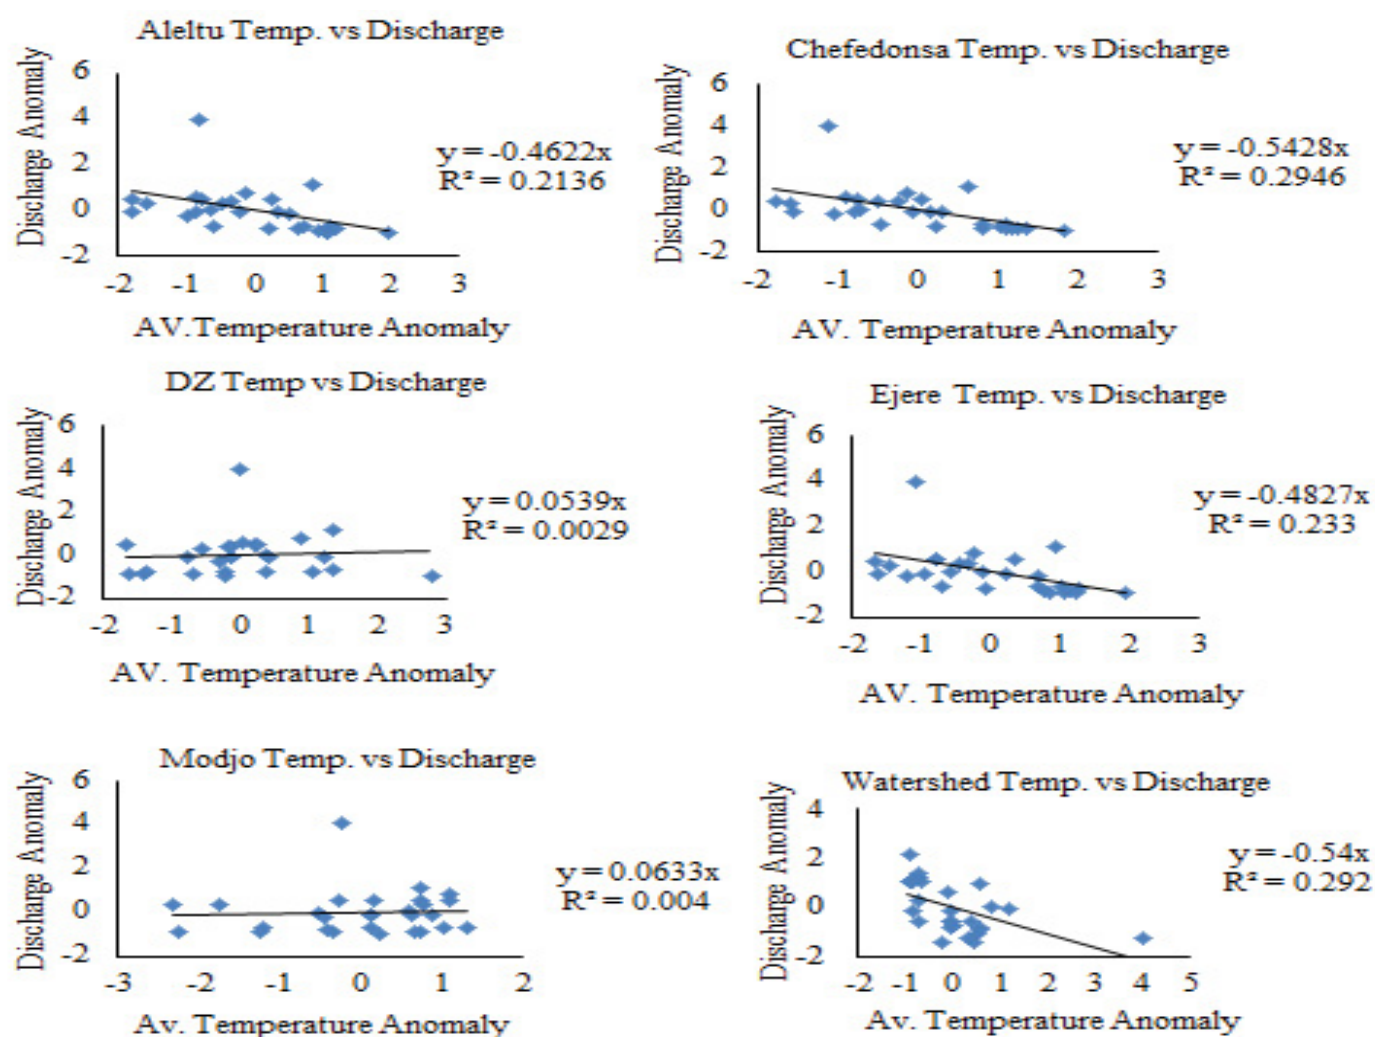 Aleltu Temp. vs Discharge
Discharge Anomaly
6
4
2
0
-2
-2 -1 0 1 2 3
y = -0.4622x
R² = 0.2136
AV.Temperature Anomaly
Chefedonsa Temp. vs Discharge
Discharge Anomaly
6
4
2
0
-2
-2 -1 0 1 2 3
y = -0.5428x
R² = 0.2946
AV. Temperature Anomaly
DZ Temp vs Discharge
Discharge Anomaly
6
4
2
0
-2
-2 -1 0 1 2 3
y = 0.0539x
R² = 0.0029
AV. Temperature Anomaly
Ejere Temp. vs Discharge
Discharge Anomaly
6
4
2
0
-2
-2 -1 0 1 2 3
y = -0.4827x
R² = 0.233
AV. Temperature Anomaly
Modjo Temp. vs Discharge
Discharge Anomaly
6
4
2
0
-2
-3 -2 -1 0 1 2
y = 0.0633x
R² = 0.004
Av. Temperature Anomaly
Watershed Temp. vs Discharge
Discharge Anomaly
4
2
0
-2
-2 -1 0 1 2 3 4 5
y = -0.54x
R² = 0.292
Av. Temperature Anomaly